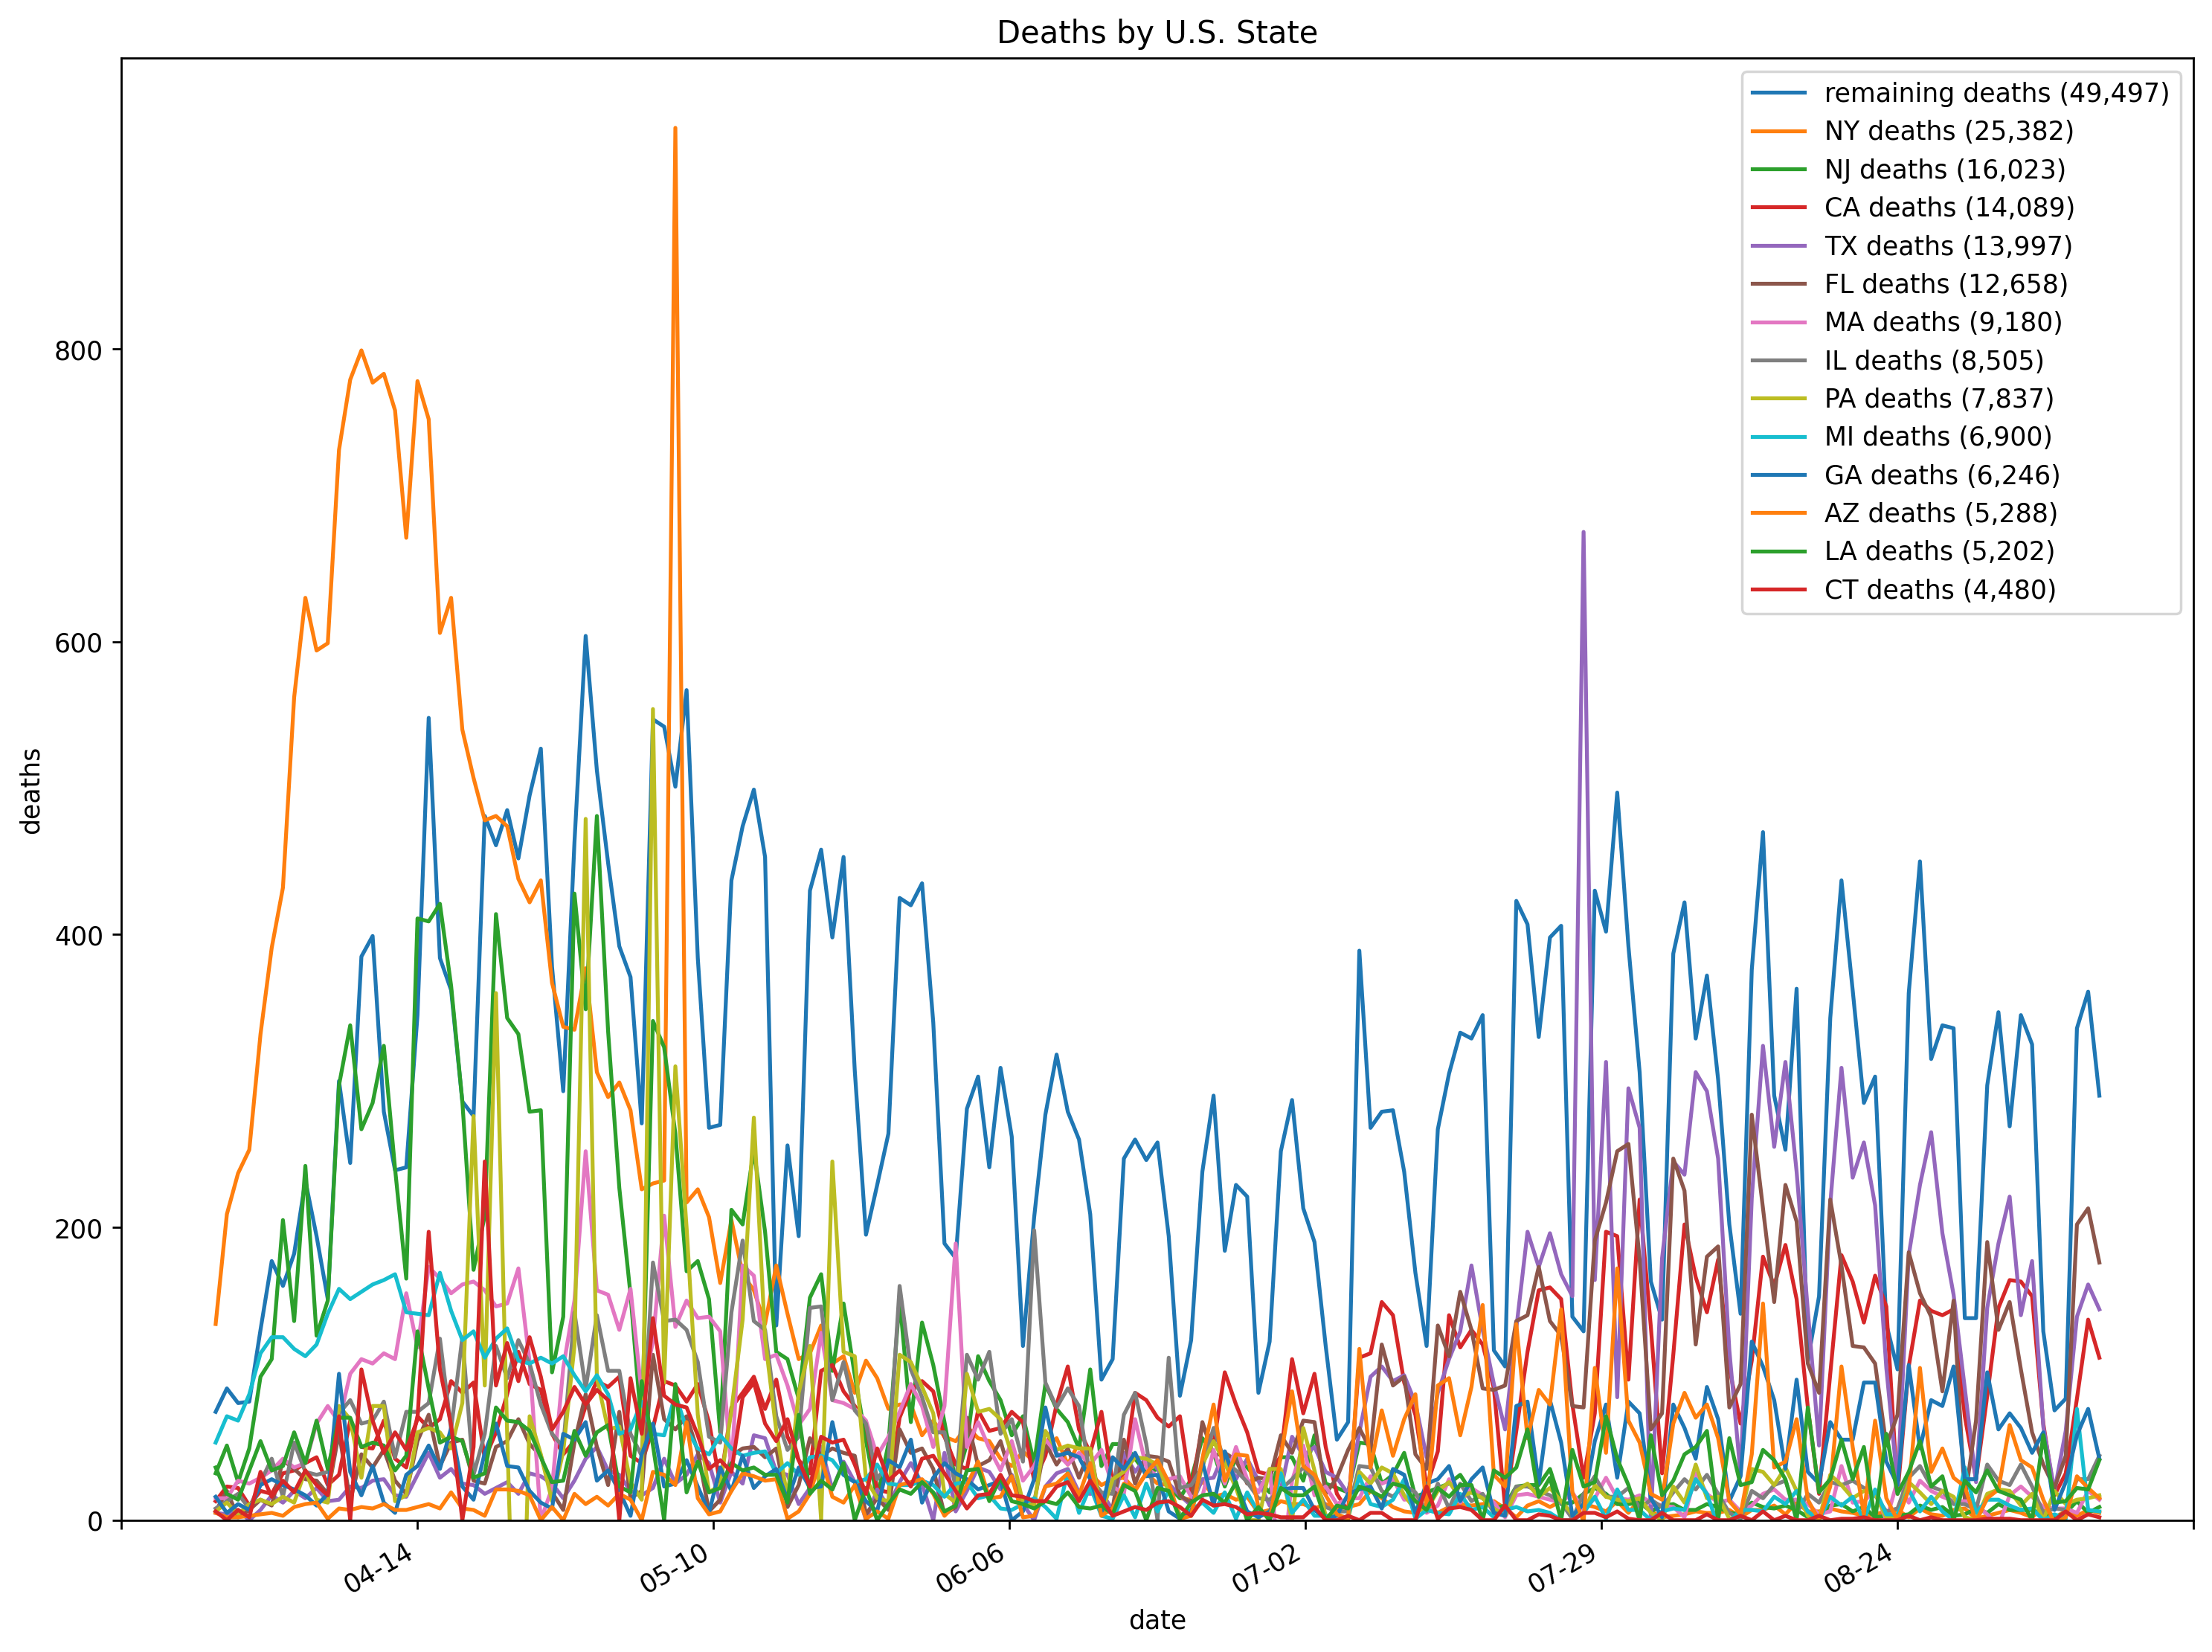 Deaths by U.S. State
remaining deaths (49,497)
NY deaths (25,382)
NJ deaths (16,023)
CA deaths (14,089)
TX deaths (13,997)
FL deaths (12,658)
MA deaths (9,180)
IL deaths (8,505)
PA deaths (7,837)
MI deaths (6,900)
GA deaths (6,246)
AZ deaths (5,288)
LA deaths (5,202)
CT deaths (4,480)
800
600
400
200
0
deaths
04-14
05-10
06-06
07-02
07-29
08-24
date